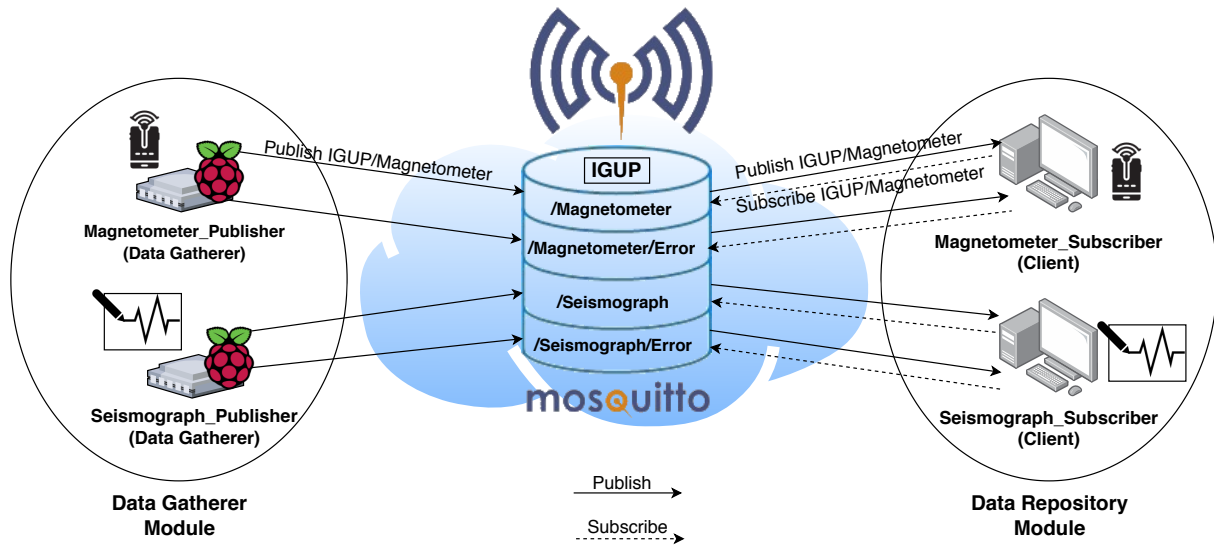 Publish IGUP/Magnetometer
Magnetometer_Publisher
(Data Gatherer)
Seismograph_Publisher
(Data Gatherer)
Data Gatherer
Module
IGUP
/Magnetometer
/Magnetometer/Error
/Seismograph
/Seismograph/Error
mosquitto
Publish IGUP/Magnetometer
Subscribe IGUP/Magnetometer
Magnetometer_Subscriber
(Client)
Seismograph_Subscriber
(Client)
Data Repository
Module
Publish
Subscribe